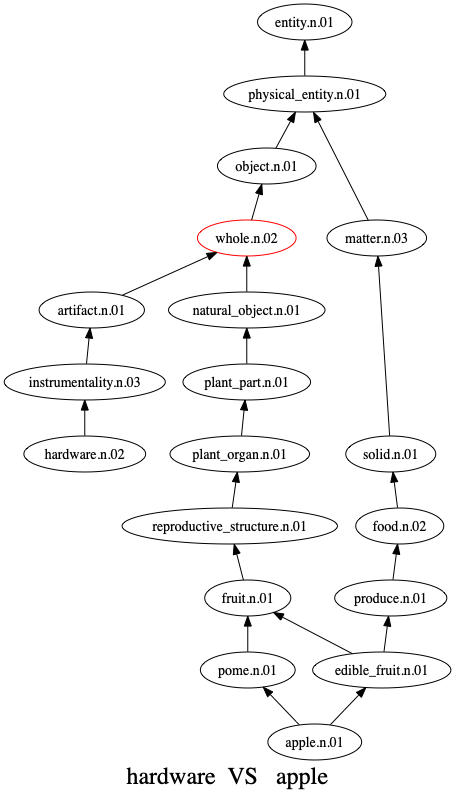 entity.n.01
physical_entity.n.01
object.n.01
whole.n.02
matter.n.03
artifact.n.01
natural_object.n.01
instrumentality.n.03
plant_part.n.01
hardware.n.02
plant_organ.n.01
solid.n.01
reproductive_structure.n.01
food.n.02
fruit.n.01
produce.n.01
pome.n.01
edible_fruit.n.01
apple.n.01
hardware VS apple